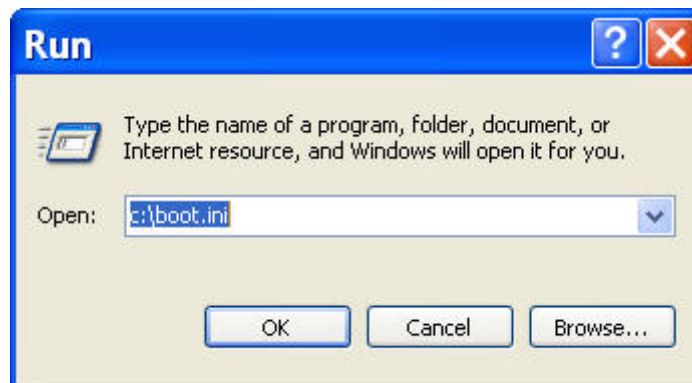 Run
Type the name of a program, folder, document, or
Internet resource, and Windows will open it for you.
Open: c:\boot.ini
OK Cancel Browse...